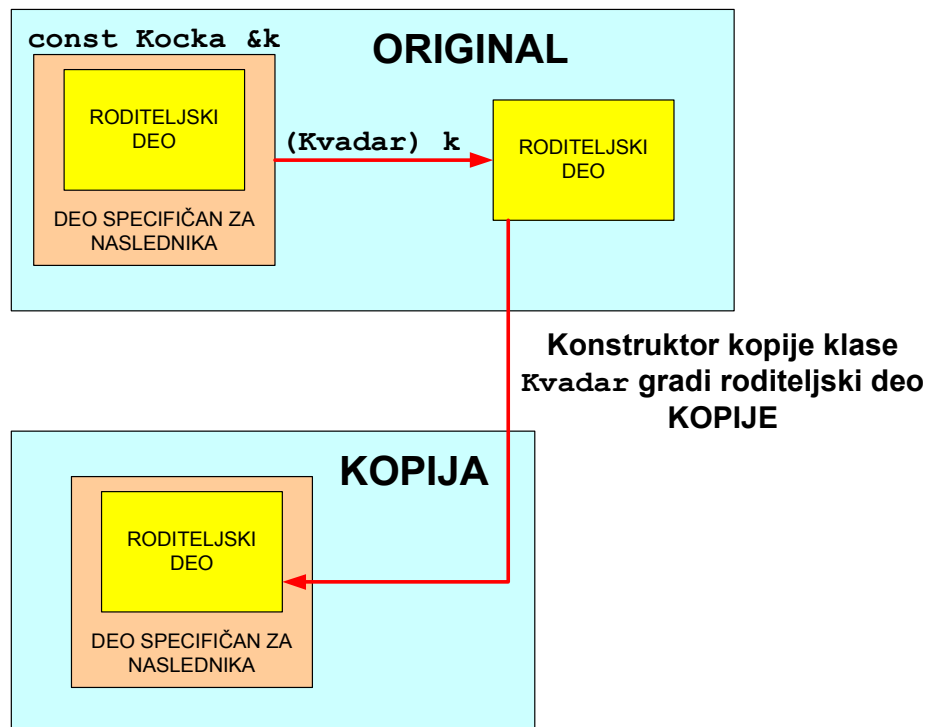 const Kocka &k
ORIGINAL
RODITELJSKI
DEO
DEO SPECIFIČAN ZA
NASLEDNIKA
(Kvadar) k
RODITELJSKI
DEO
Konstruktor kopije klase
Kvadar gradi roditeljski deo
KOPIJE
KOPIJA
RODITELJSKI
DEO
DEO SPECIFIČAN ZA
NASLEDNIKA